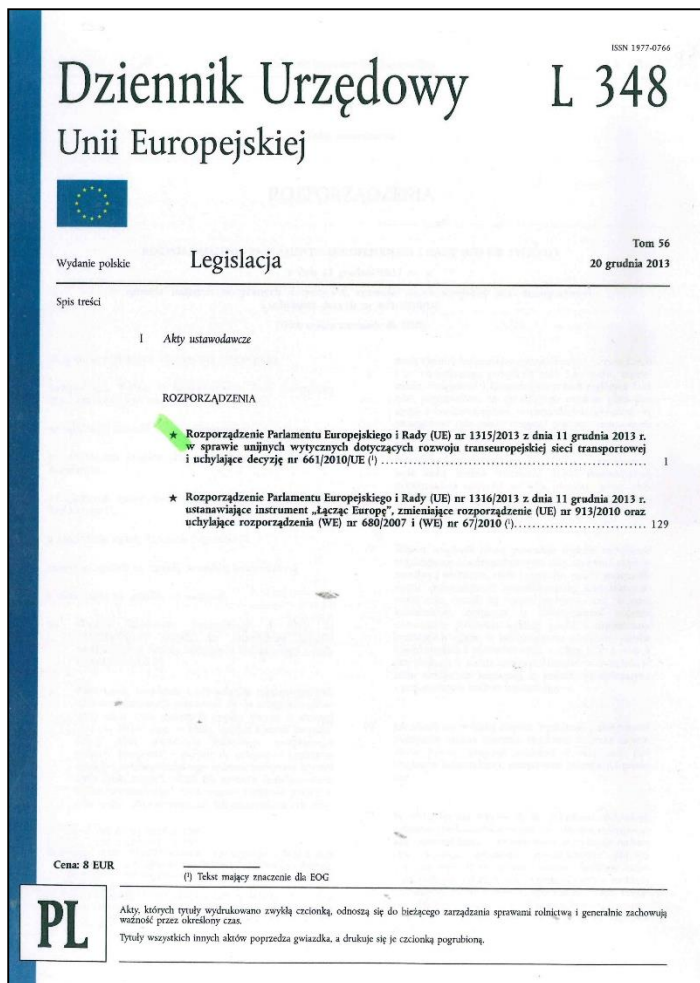 ISSN 1977-0766
Dziennik Urzędowy L 348
Unii Europejskiej
Tom 56
Wydanie polskie Legislacja 20 grudnia 2013
Spis treści
I Akty ustawodawcze
ROZPORZĄDZENIA
★ Rozporządzenie Parlamentu Europejskiego i Rady (UE) nr 1315/2013 z dnia 11 grudnia 2013 r.
w sprawie unijnych wytycznych dotyczących rozwoju transeuropejskiej sieci transportowej
i uchylające decyzję nr 661/2010/UE (¹) ........................................ 1
★ Rozporządzenie Parlamentu Europejskiego i Rady (UE) nr 1316/2013 z dnia 11 grudnia 2013 r.
ustanawiające instrument „Łącząc Europę”, zmieniające rozporządzenie (UE) nr 913/2010 oraz
uchylające rozporządzenia (WE) nr 680/2007 i (WE) nr 67/2010 (¹)........................ 129
Cena: 8 EUR
(¹) Tekst mający znaczenie dla EOG
PL
Akty, których tytuły wydrukowano zwykłą czcionką, odnoszą się do bieżącego zarządzania sprawami rolnictwa i generalnie zachowują
ważność przez określony czas.
Tytuły wszystkich innych aktów poprzedza gwiazdka, a drukuje się je czcionką pogrubioną.